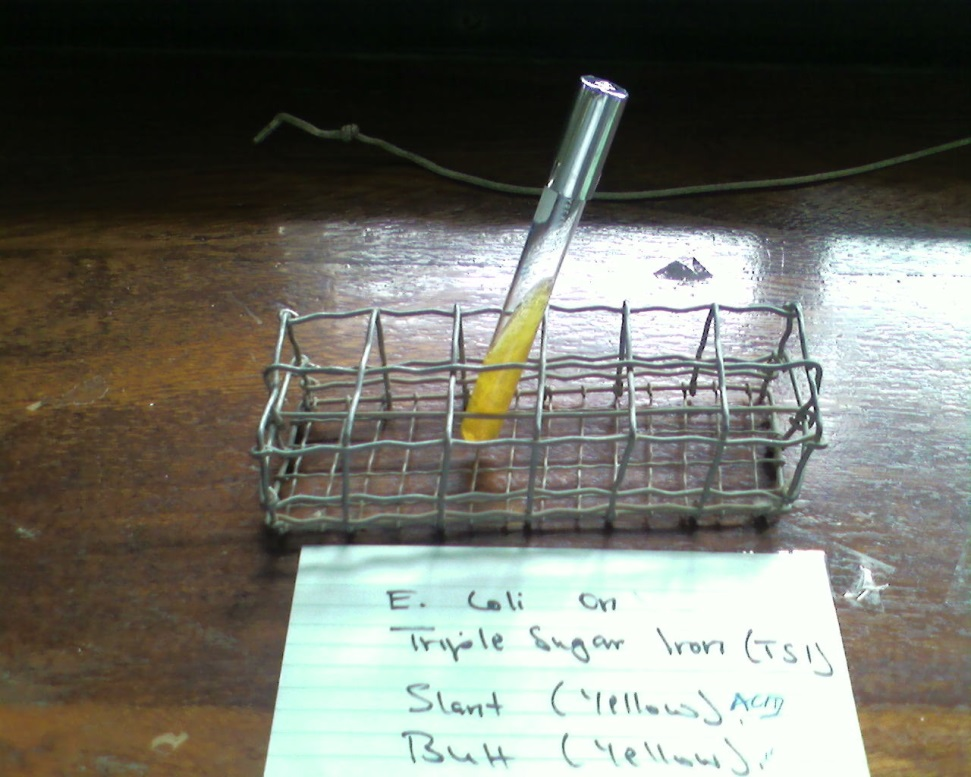 E. Coli on
Triple Sugar Iron (TSI)
Slant (Yellow) ACID
Butt (Yellow). "